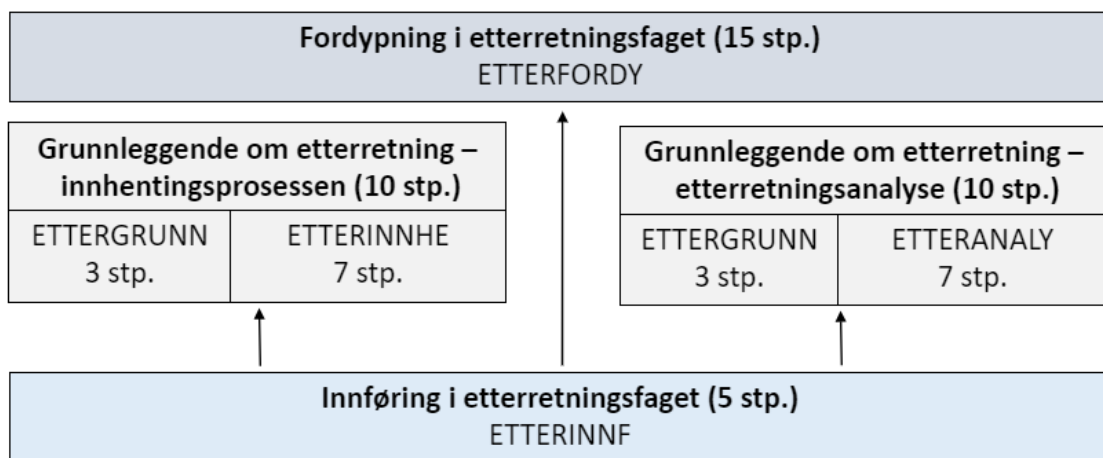 Fordypning i etterretningsfaget (15 stp.)
ETTERFORDY
Grunnleggende om etterretning –
innhentingsprosessen (10 stp.)
ETTERGRUNN
3 stp.
ETTERINNHE
7 stp.
Grunnleggende om etterretning –
etterretningsanalyse (10 stp.)
ETTERGRUNN
3 stp.
ETTERANALY
7 stp.
Innføring i etterretningsfaget (5 stp.)
ETTERINNF